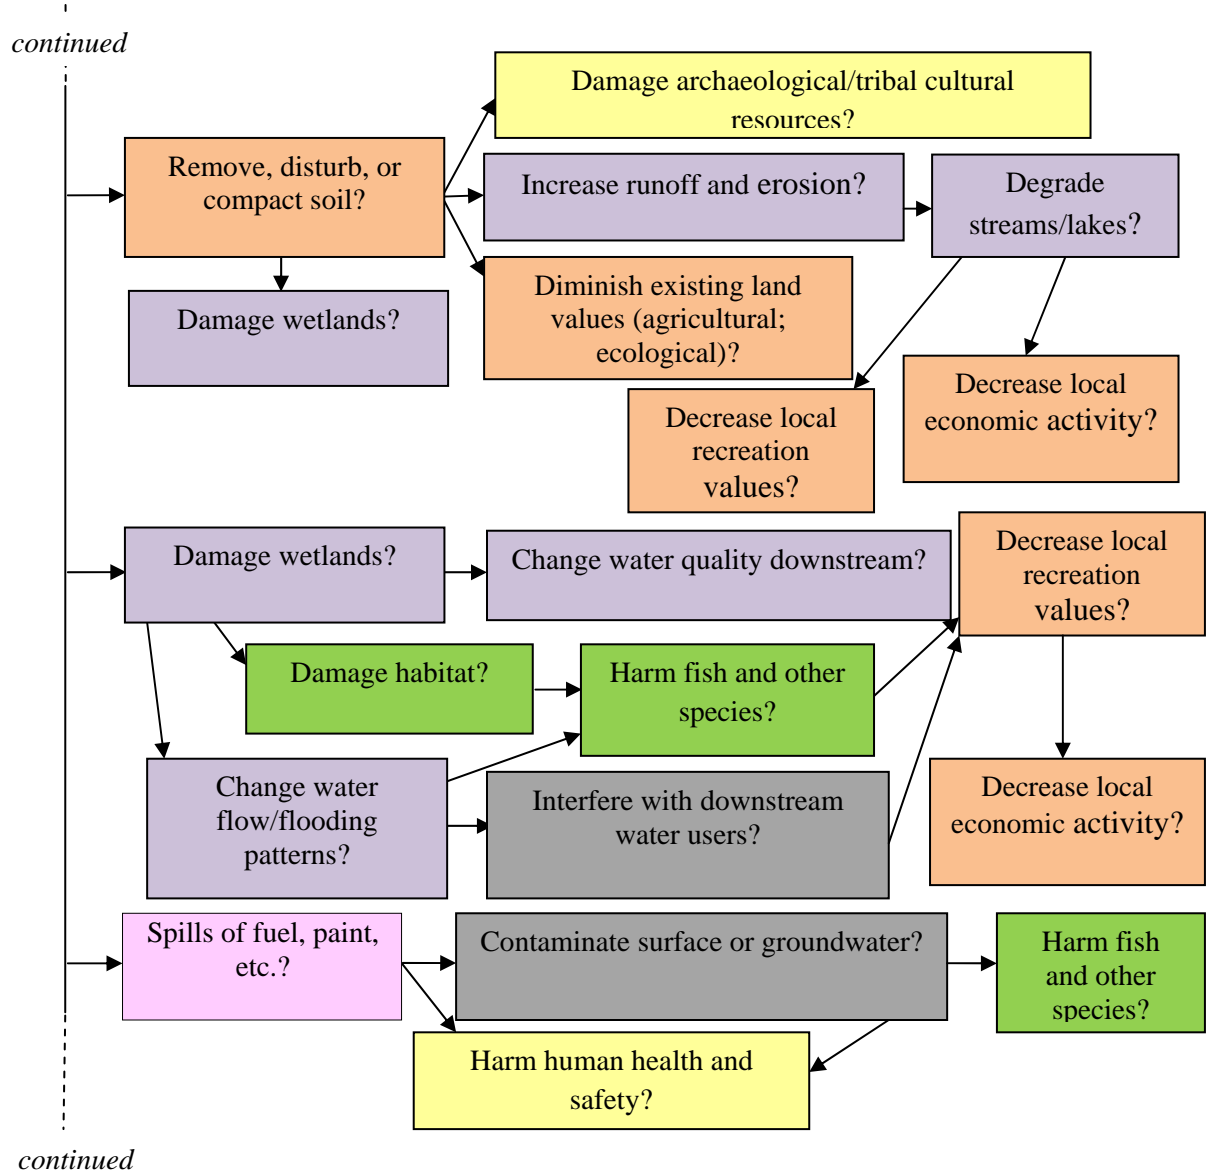 continued
Damage archaeological/tribal cultural
resources?
Remove, disturb, or
compact soil?
Increase runoff and erosion?
Degrade
streams/lakes?
Damage wetlands?
Diminish existing land
values (agricultural;
ecological)?
Decrease local
recreation
values?
Decrease local
economic activity?
Damage wetlands?
Change water quality downstream?
Decrease local
recreation
values?
Damage habitat?
Harm fish and other
species?
Change water
flow/flooding
patterns?
Interfere with downstream
water users?
Decrease local
economic activity?
Spills of fuel, paint,
etc.?
Contaminate surface or groundwater?
Harm fish
and other
species?
Harm human health and
safety?
continued